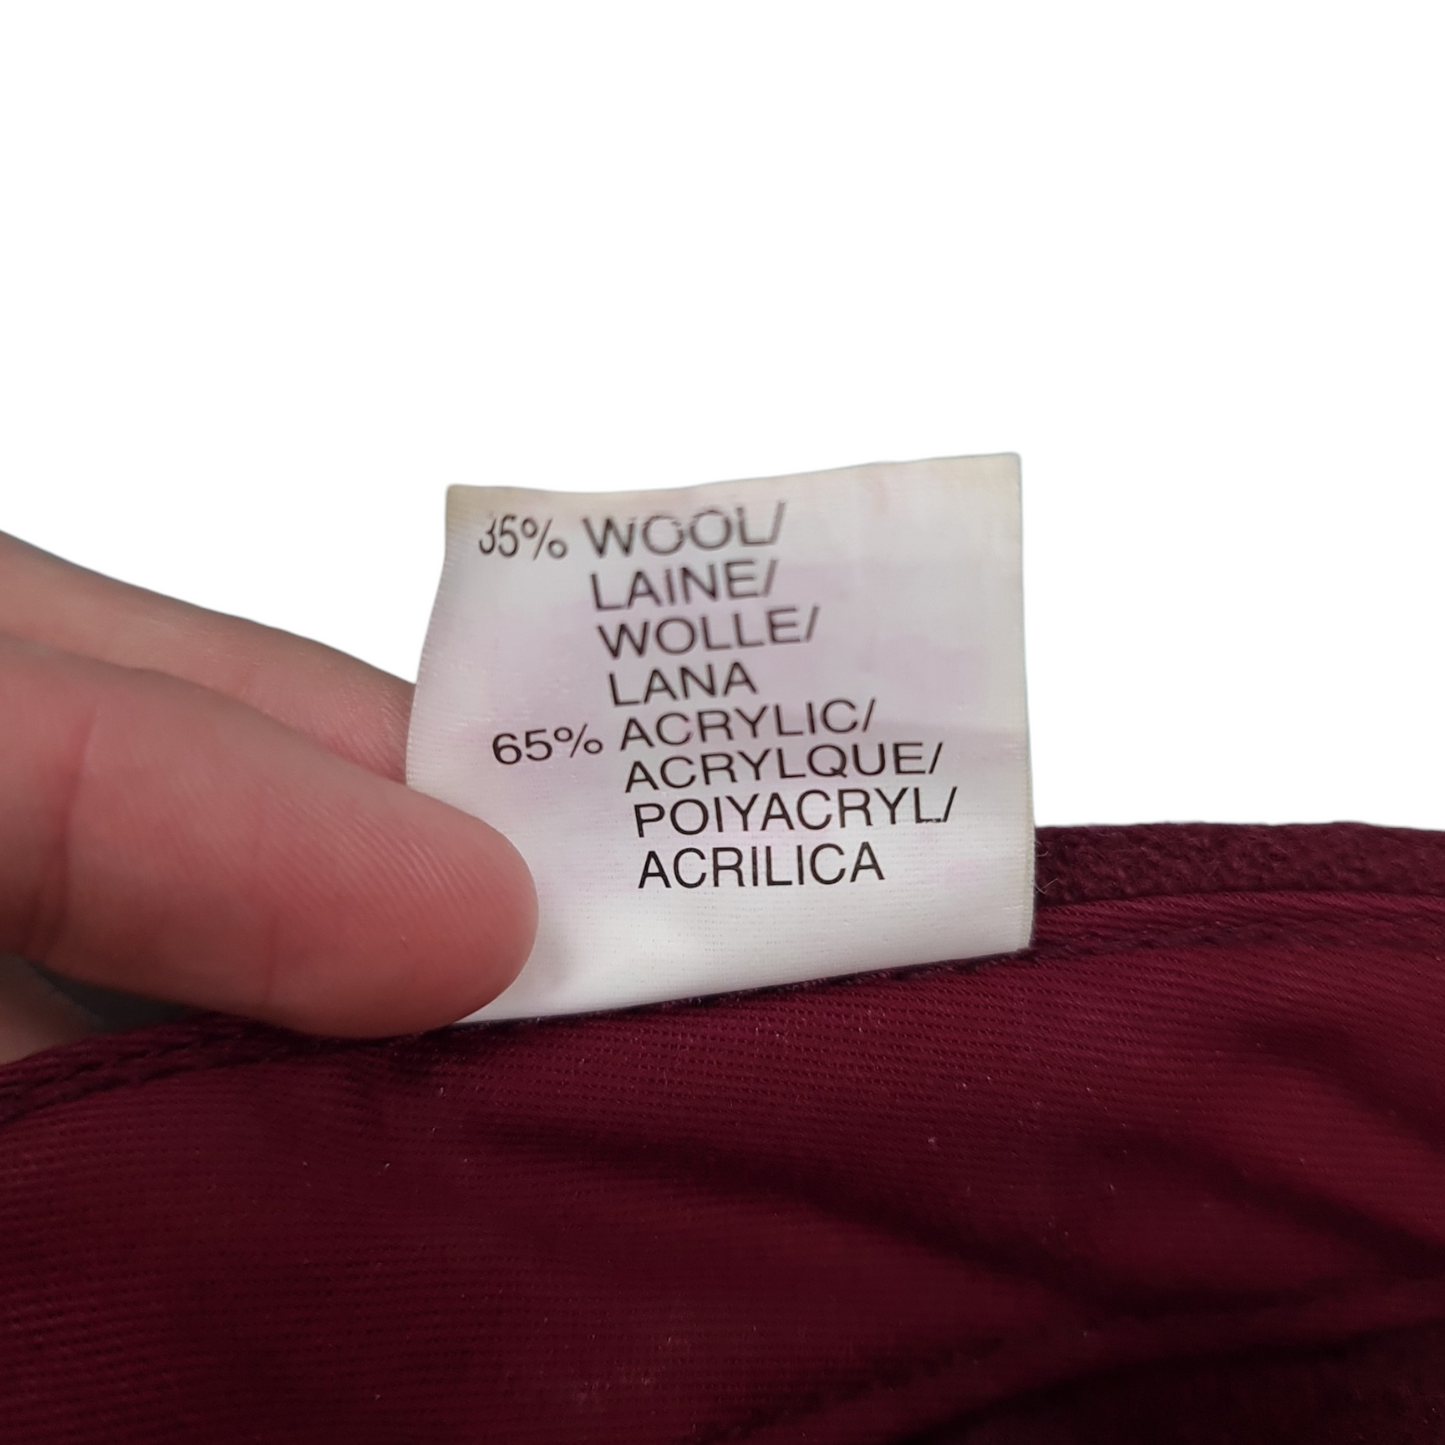 35% WOOL/
LAINE/
WOLLE/
LANA
65% ACRYLIC/
ACRYLQUE/
POIYACRYL/
ACRILICA